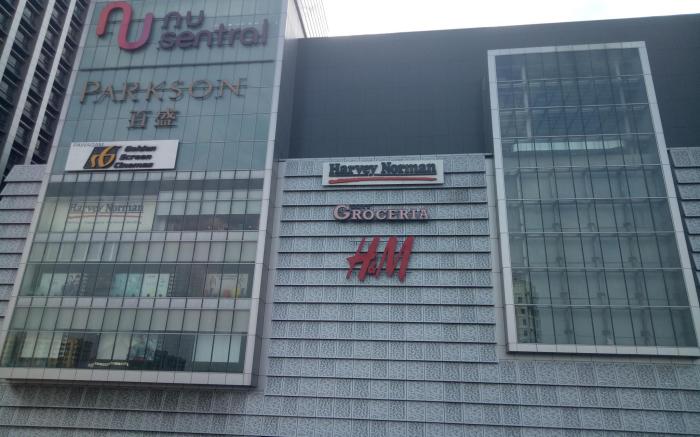 nu
sentral
PARKSON
百盛
Golden
Screen
Cinemas
Harvey Norman
Harvey Norman
GROCERIA
H&M